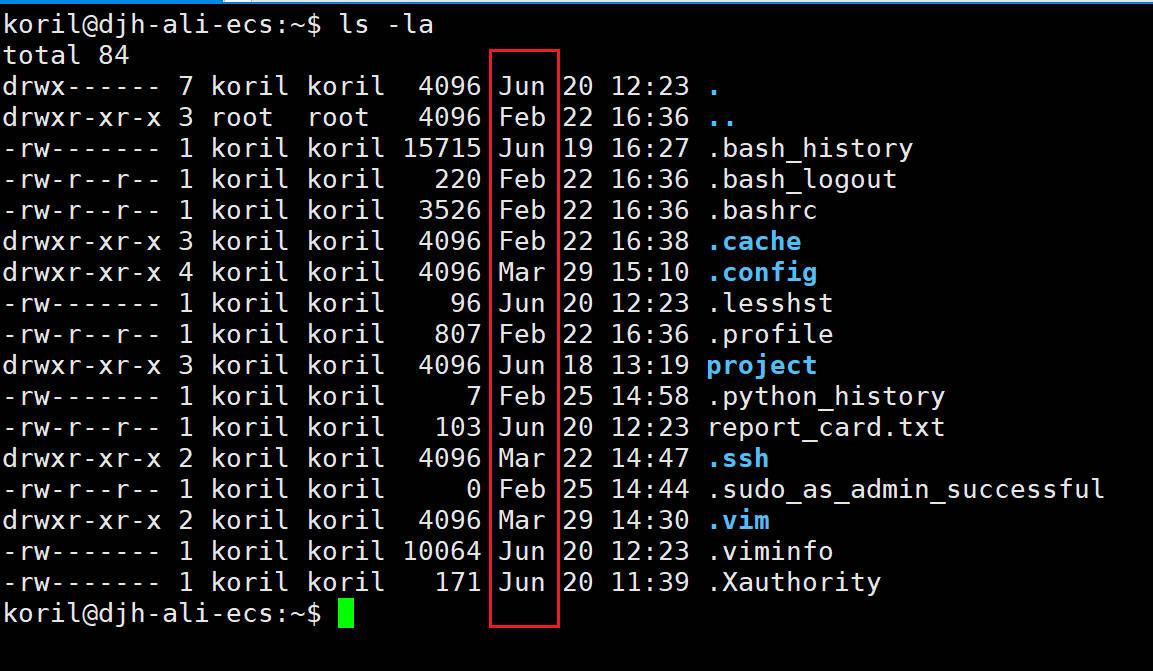 koril@djh-ali-ecs:~$ ls -la
total 84
drwx------ 7 koril koril  4096 Jun 20 12:23 .
drwxr-xr-x 3 root  root   4096 Feb 22 16:36 ..
-rw------- 1 koril koril 15715 Jun 19 16:27 .bash_history
-rw-r--r-- 1 koril koril   220 Feb 22 16:36 .bash_logout
-rw-r--r-- 1 koril koril  3526 Feb 22 16:36 .bashrc
drwxr-xr-x 3 koril koril  4096 Feb 22 16:38 .cache
drwxr-xr-x 4 koril koril  4096 Mar 29 15:10 .config
-rw------- 1 koril koril    96 Jun 20 12:23 .lesshst
-rw-r--r-- 1 koril koril   807 Feb 22 16:36 .profile
drwxr-xr-x 3 koril koril  4096 Jun 18 13:19 project
-rw------- 1 koril koril     7 Feb 25 14:58 .python_history
-rw-r--r-- 1 koril koril   103 Jun 20 12:23 report_card.txt
drwxr-xr-x 2 koril koril  4096 Mar 22 14:47 .ssh
-rw-r--r-- 1 koril koril     0 Feb 25 14:44 .sudo_as_admin_successful
drwxr-xr-x 2 koril koril  4096 Mar 29 14:30 .vim
-rw------- 1 koril koril 10064 Jun 20 12:23 .viminfo
-rw------- 1 koril koril   171 Jun 20 11:39 .Xauthority
koril@djh-ali-ecs:~$